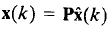 x(k) = Px̂(k)